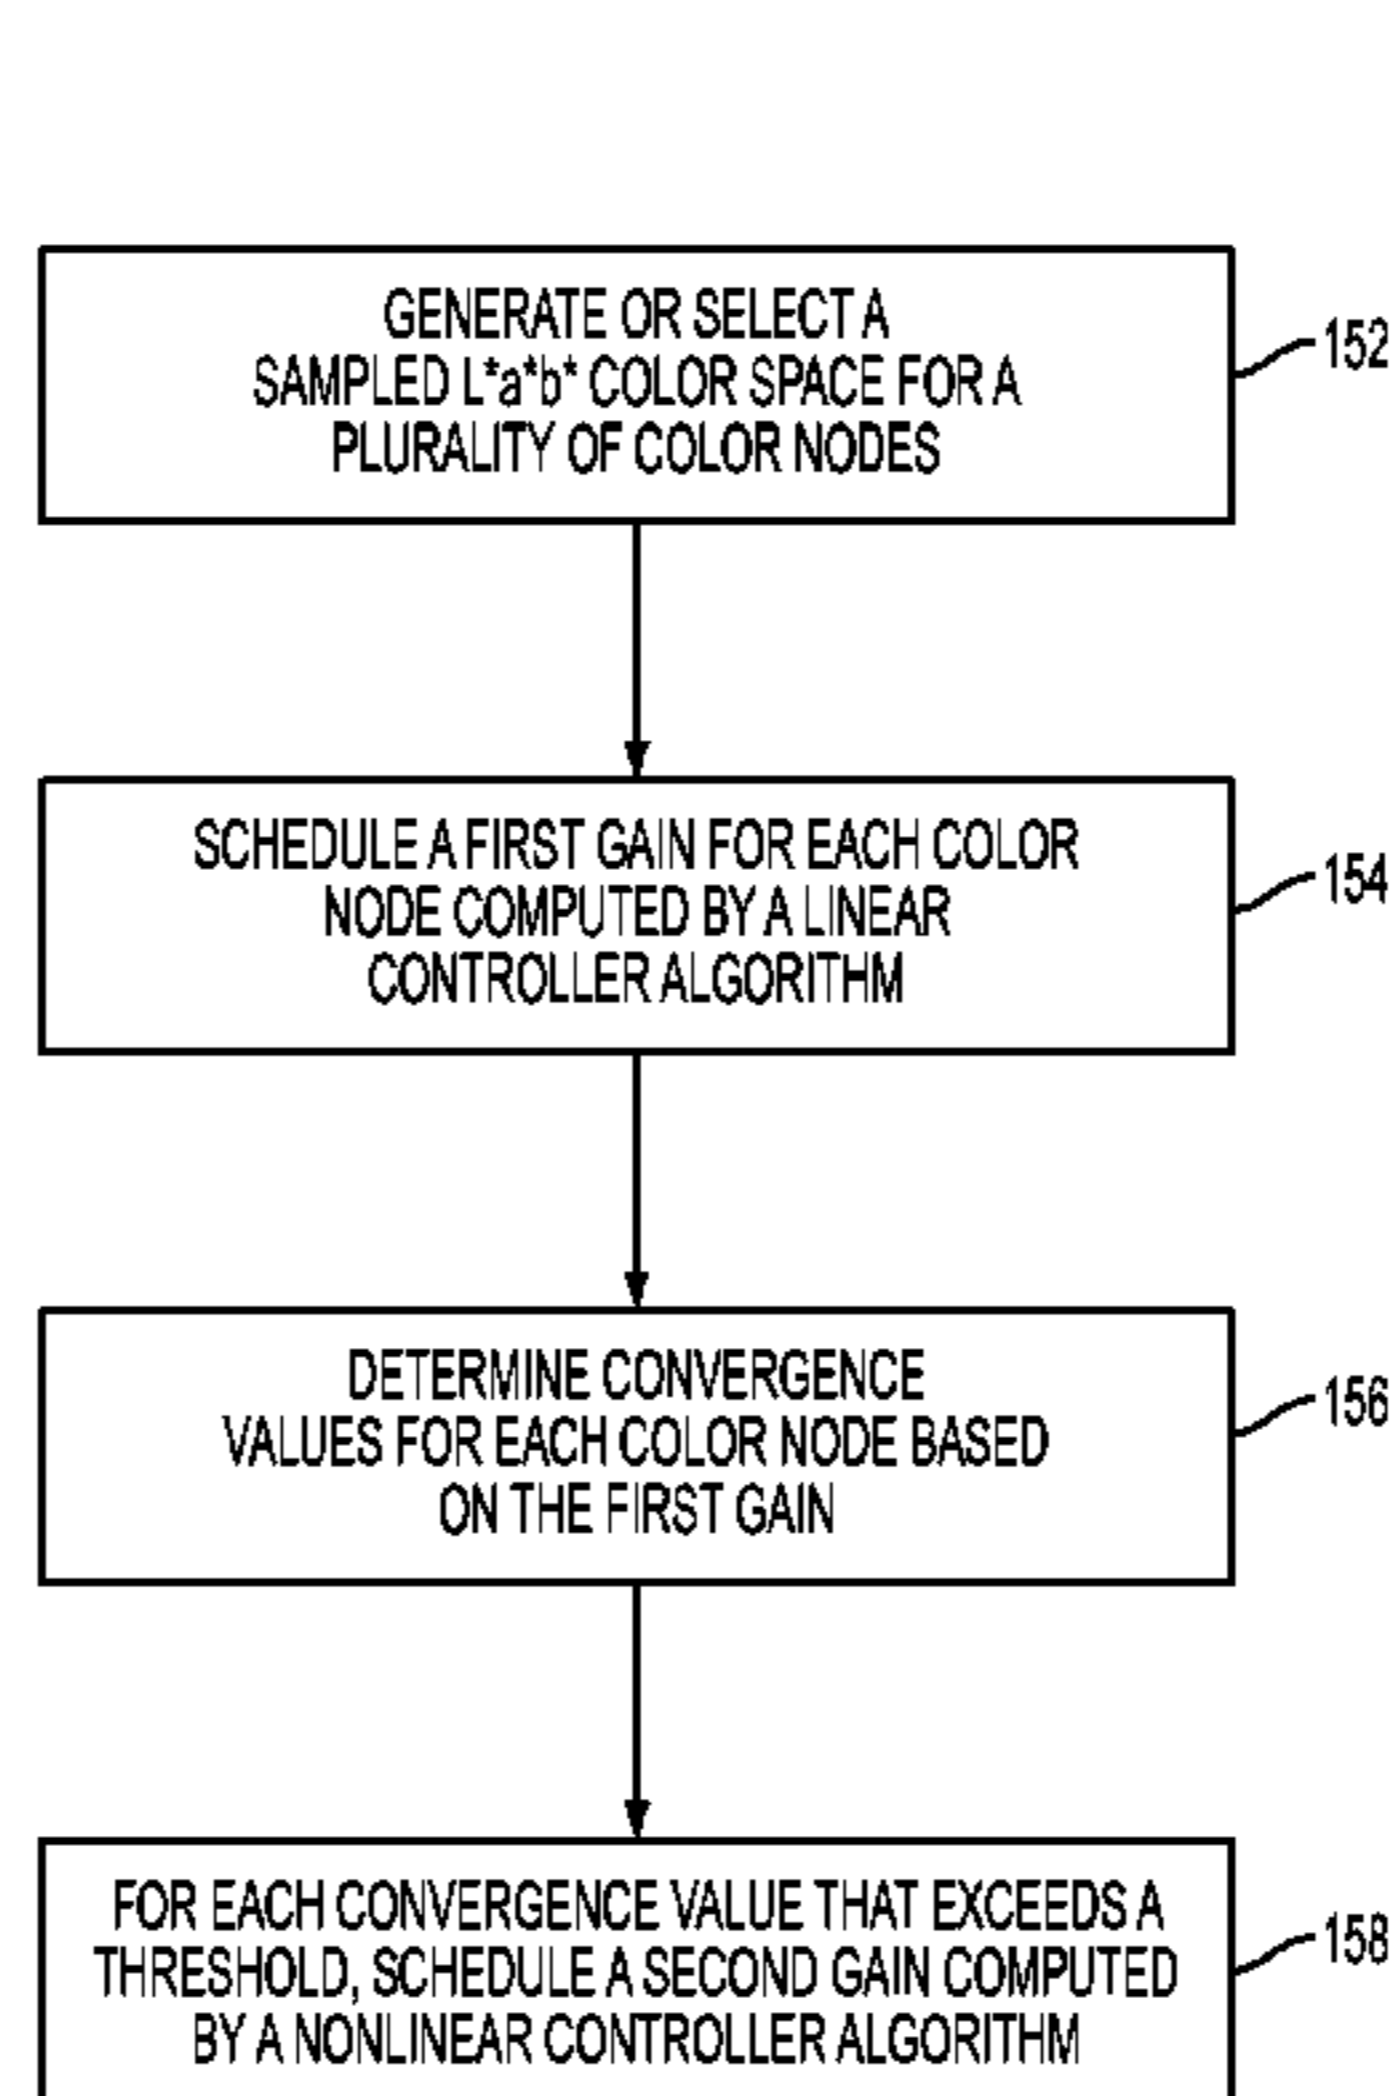 GENERATE OR SELECT A
SAMPLED L*a*b* COLOR SPACE FOR A
PLURALITY OF COLOR NODES
152
SCHEDULE A FIRST GAIN FOR EACH COLOR
NODE COMPUTED BY A LINEAR
CONTROLLER ALGORITHM
154
DETERMINE CONVERGENCE
VALUES FOR EACH COLOR NODE BASED
ON THE FIRST GAIN
156
FOR EACH CONVERGENCE VALUE THAT EXCEEDS A
THRESHOLD, SCHEDULE A SECOND GAIN COMPUTED
BY A NONLINEAR CONTROLLER ALGORITHM
158